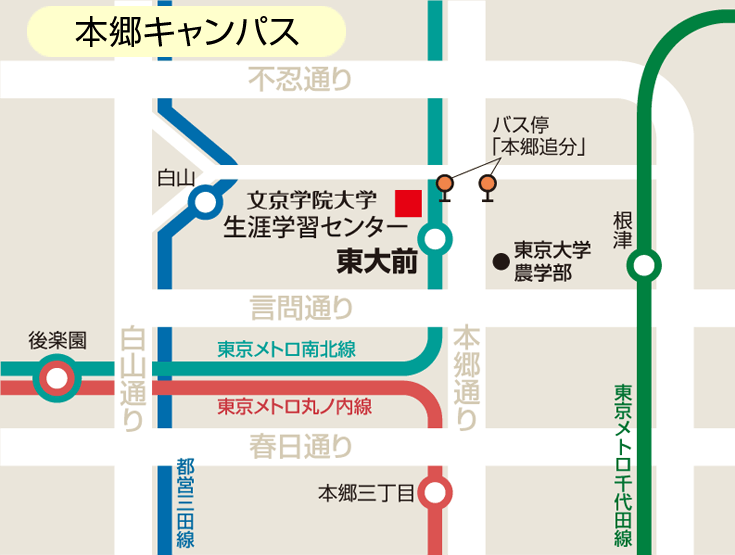 本郷キャンパス
不忍通り
バス停
「本郷追分」
白山
文京学院大学
生涯学習センター
東大前
根津
東京大学
農学部
言問通り
後楽園
白山通り
東京メトロ南北線
本郷通り
東京メトロ丸ノ内線
東京メトロ千代田線
春日通り
都営三田線
本郷三丁目